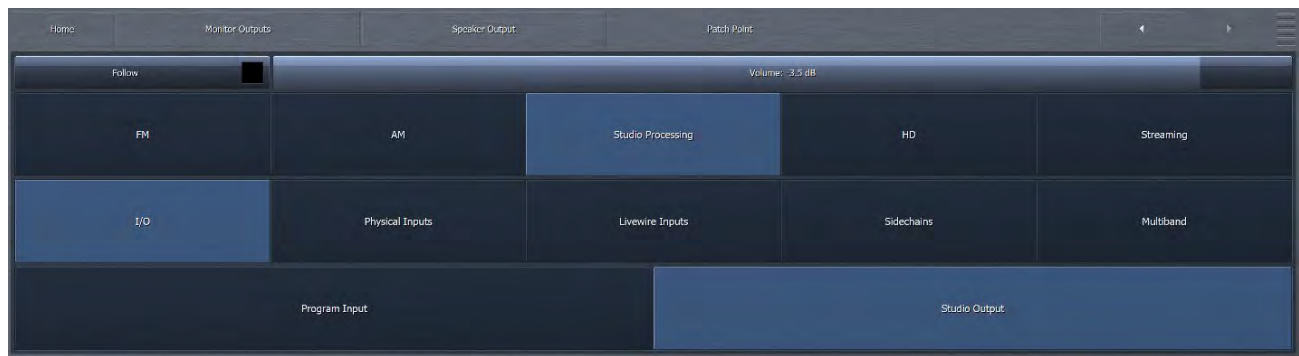 Home Monitor Outputs Speaker Output Patch Point
Follow Volume: -3.5 dB
FM AM Studio Processing HD Streaming
I/O Physical Inputs Livewire Inputs Sidechains Multiband
Program Input Studio Output